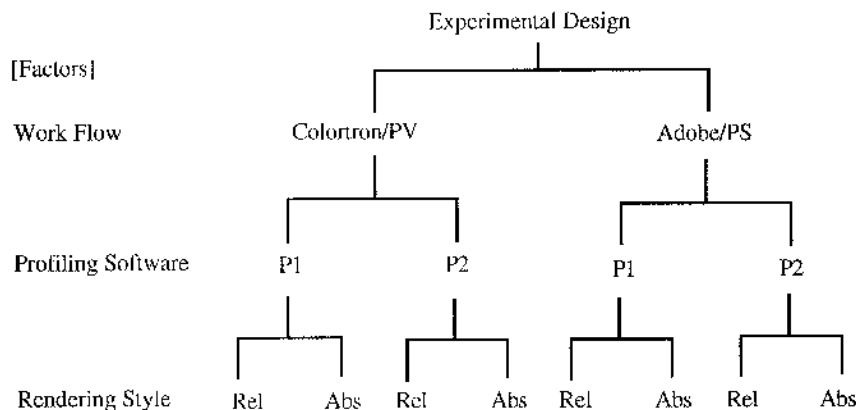 Experimental Design
[Factors]
Work Flow Colortron/PV Adobe/PS
Profiling Software P1 P2 P1 P2
Rendering Style Rel Abs Rel Abs Rel Abs Rel Abs